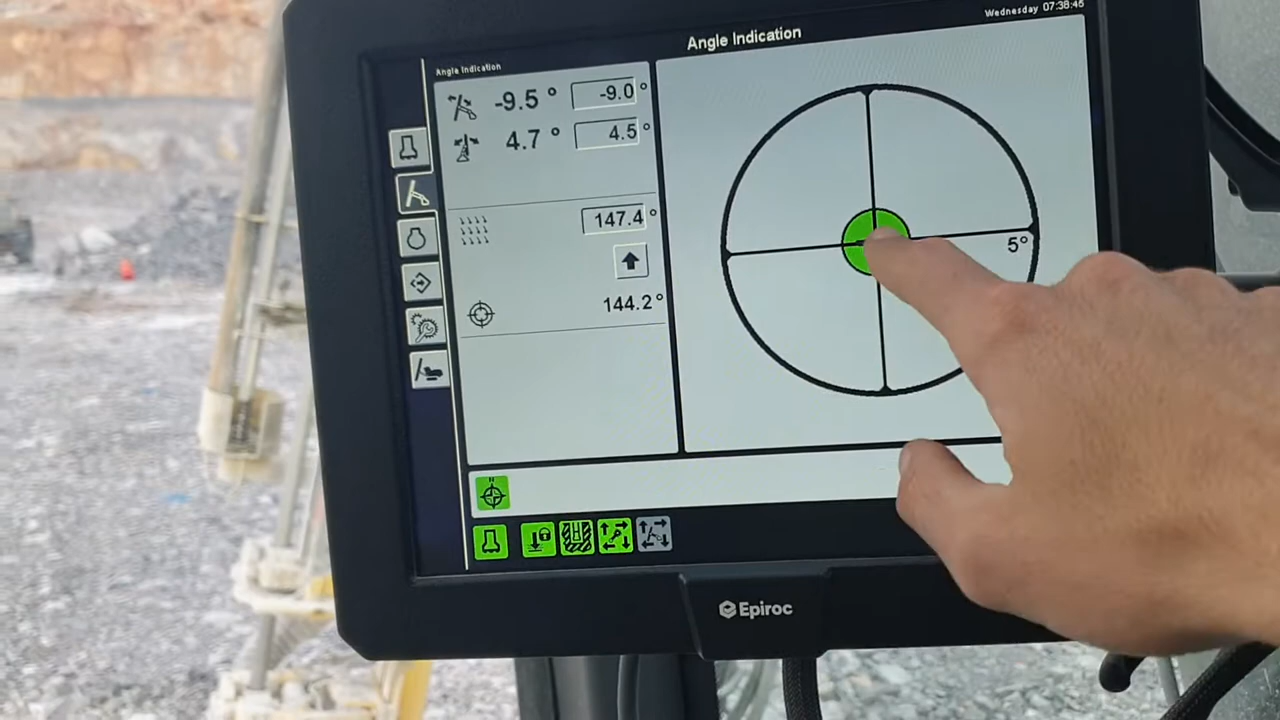 Wednesday 07:38:45
Angle Indication
Angle Indication
-9.5 ° -9.0 °
4.7 ° 4.5 °
147.4 °
144.2°
5°
Epiroc